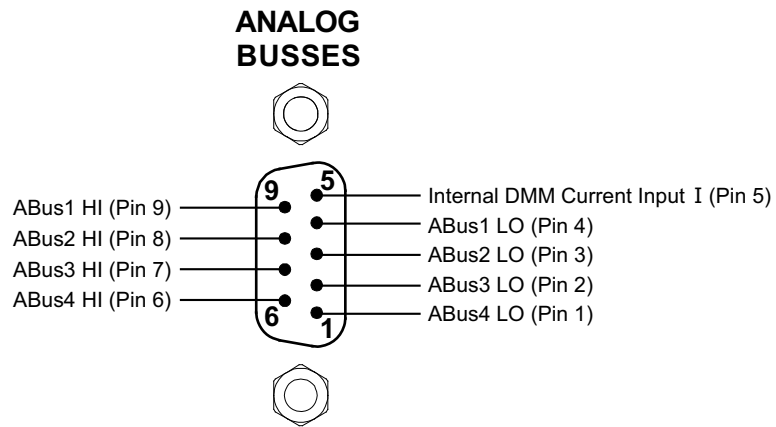 ANALOG
BUSSES
9
5
ABus1 HI (Pin 9)
ABus2 HI (Pin 8)
ABus3 HI (Pin 7)
ABus4 HI (Pin 6)
Internal DMM Current Input I (Pin 5)
ABus1 LO (Pin 4)
ABus2 LO (Pin 3)
ABus3 LO (Pin 2)
ABus4 LO (Pin 1)
6
1